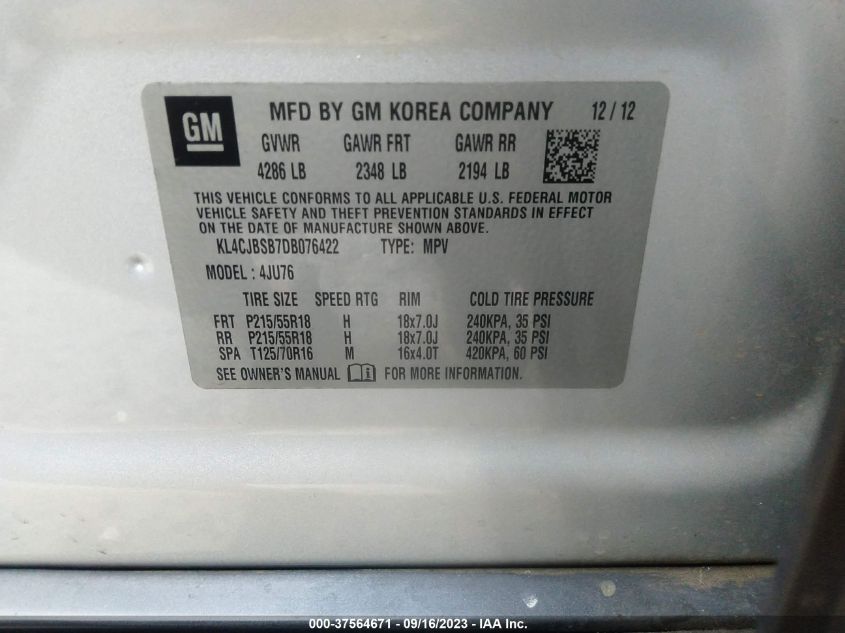 GM
MFD BY GM KOREA COMPANY 12/12
GVWR GAWR FRT GAWR RR
4286 LB 2348 LB 2194 LB
THIS VEHICLE CONFORMS TO ALL APPLICABLE U.S. FEDERAL MOTOR
VEHICLE SAFETY AND THEFT PREVENTION STANDARDS IN EFFECT
ON THE DATE OF MANUFACTURE SHOWN ABOVE.
KL4CJBSB7DB076422 TYPE: MPV
MODEL: 4JU76
TIRE SIZE SPEED RTG RIM COLD TIRE PRESSURE
FRT P215/55R18 H 18x7.0J 240KPA, 35 PSI
RR P215/55R18 H 18x7.0J 240KPA, 35 PSI
SPA T125/70R16 M 16x4.0T 420KPA, 60 PSI
SEE OWNER'S MANUAL i FOR MORE INFORMATION.
000-37564671 - 09/16/2023 - IAA Inc.